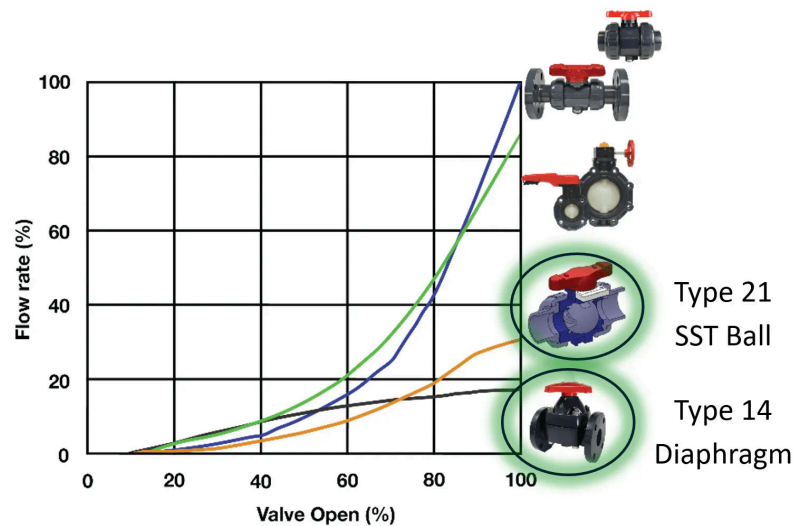 100
80
60
40
20
0
Flow rate (%)
0 20 40 60 80 100
Valve Open (%)
Type 21
SST Ball
Type 14
Diaphragm